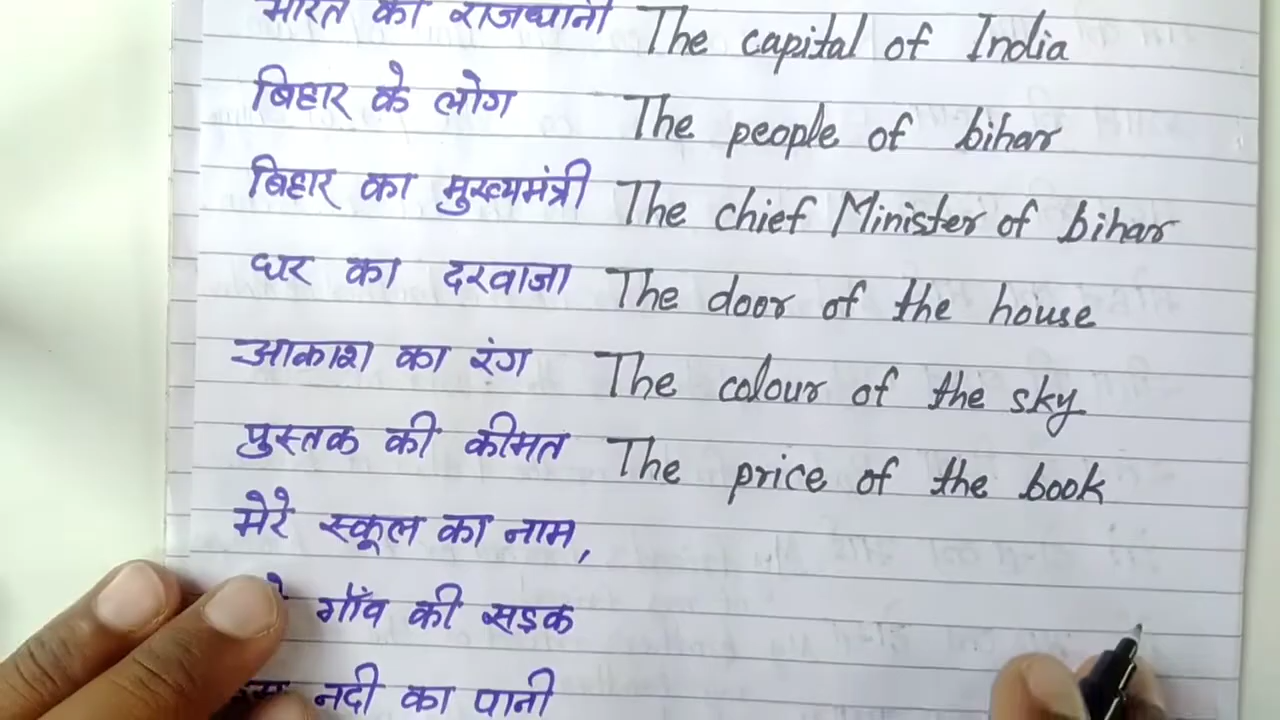 भारत की राजधानी The capital of India
बिहार के लोग The people of bihar
बिहार का मुख्यमंत्री The chief Minister of bihar
घर का दरवाजा The door of the house
आकाश का रंग The colour of the sky
पुस्तक की कीमत The price of the book
मेरे स्कूल का नाम,
गाँव की सड़क
नदी का पानी